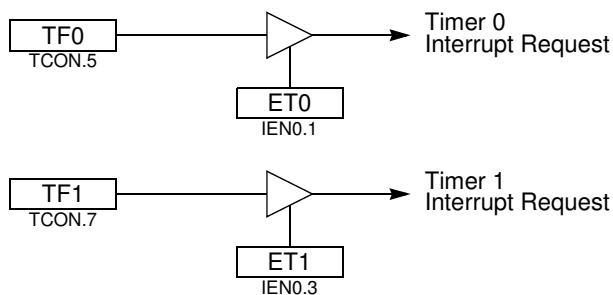 TF0
TCON.5
ET0
IEN0.1
Timer 0
Interrupt Request
TF1
TCON.7
ET1
IEN0.3
Timer 1
Interrupt Request